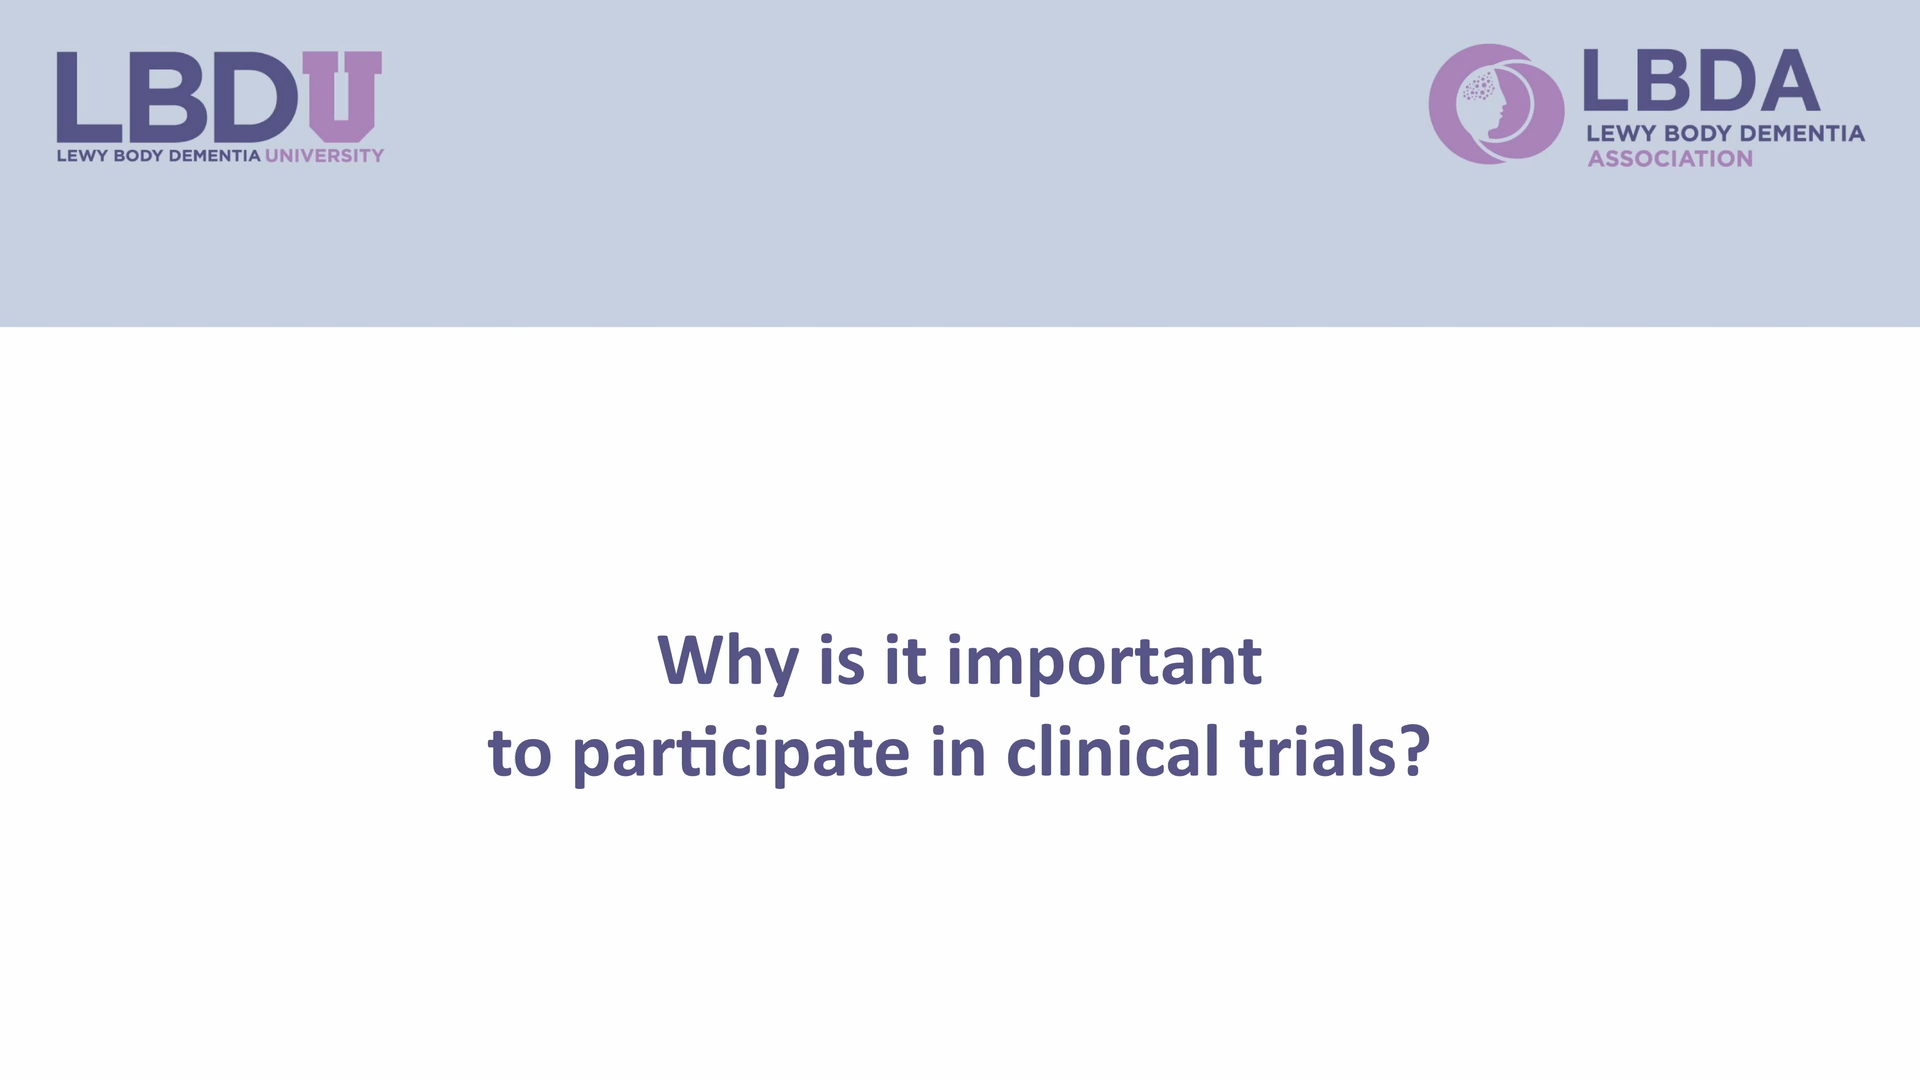 LBDU
LEWY BODY DEMENTIA UNIVERSITY
LBDA
LEWY BODY DEMENTIA
ASSOCIATION
Why is it important
to participate in clinical trials?